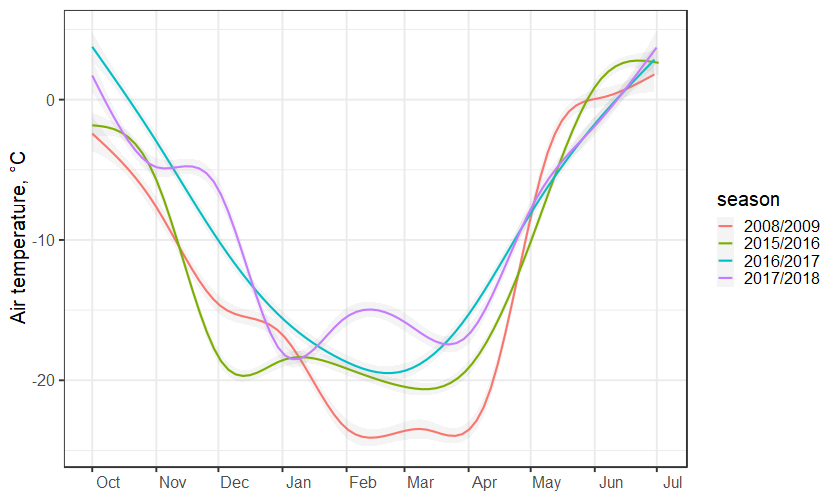 Air temperature, °C
0
-10
-20
Oct Nov Dec Jan Feb Mar Apr May Jun Jul
season
2008/2009
2015/2016
2016/2017
2017/2018